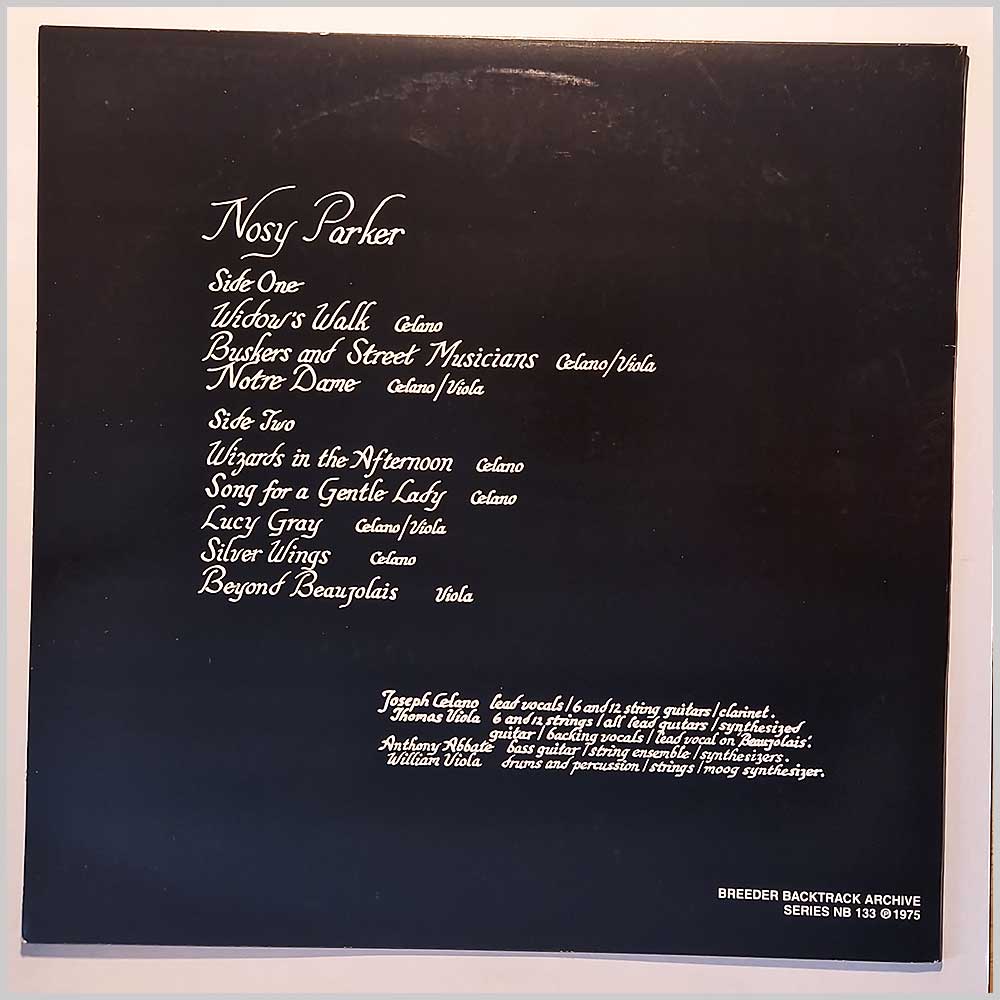 Nosy Parker
Side One
Widow's Walk Celano
Buskers and Street Musicians Celano/Viola
Notre Dame Celano/Viola
Side Two
Wizards in the Afternoon Celano
Song for a Gentle Lady Celano
Lucy Gray Celano/Viola
Silver Wings Celano
Beyond Beaujolais Viola
Joseph Celano lead vocals/6 and 12 string guitars/clarinet.
Thomas Viola 6 and 12 strings/all lead guitars/synthesized
guitar/backing vocals/lead vocal on 'Beaujolais'.
Anthony Abbate bass guitar/string ensemble/synthesizers.
William Viola drums and percussion/strings/moog synthesizer.
BREEDER BACKTRACK ARCHIVE
SERIES NB 133 ℗1975